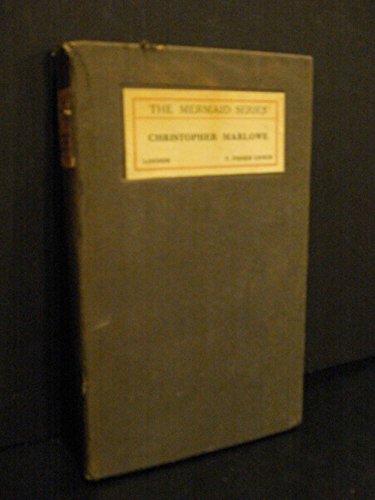 THE MERMAID SERIES
CHRISTOPHER MARLOWE
LONDON T. FISHER UNWIN